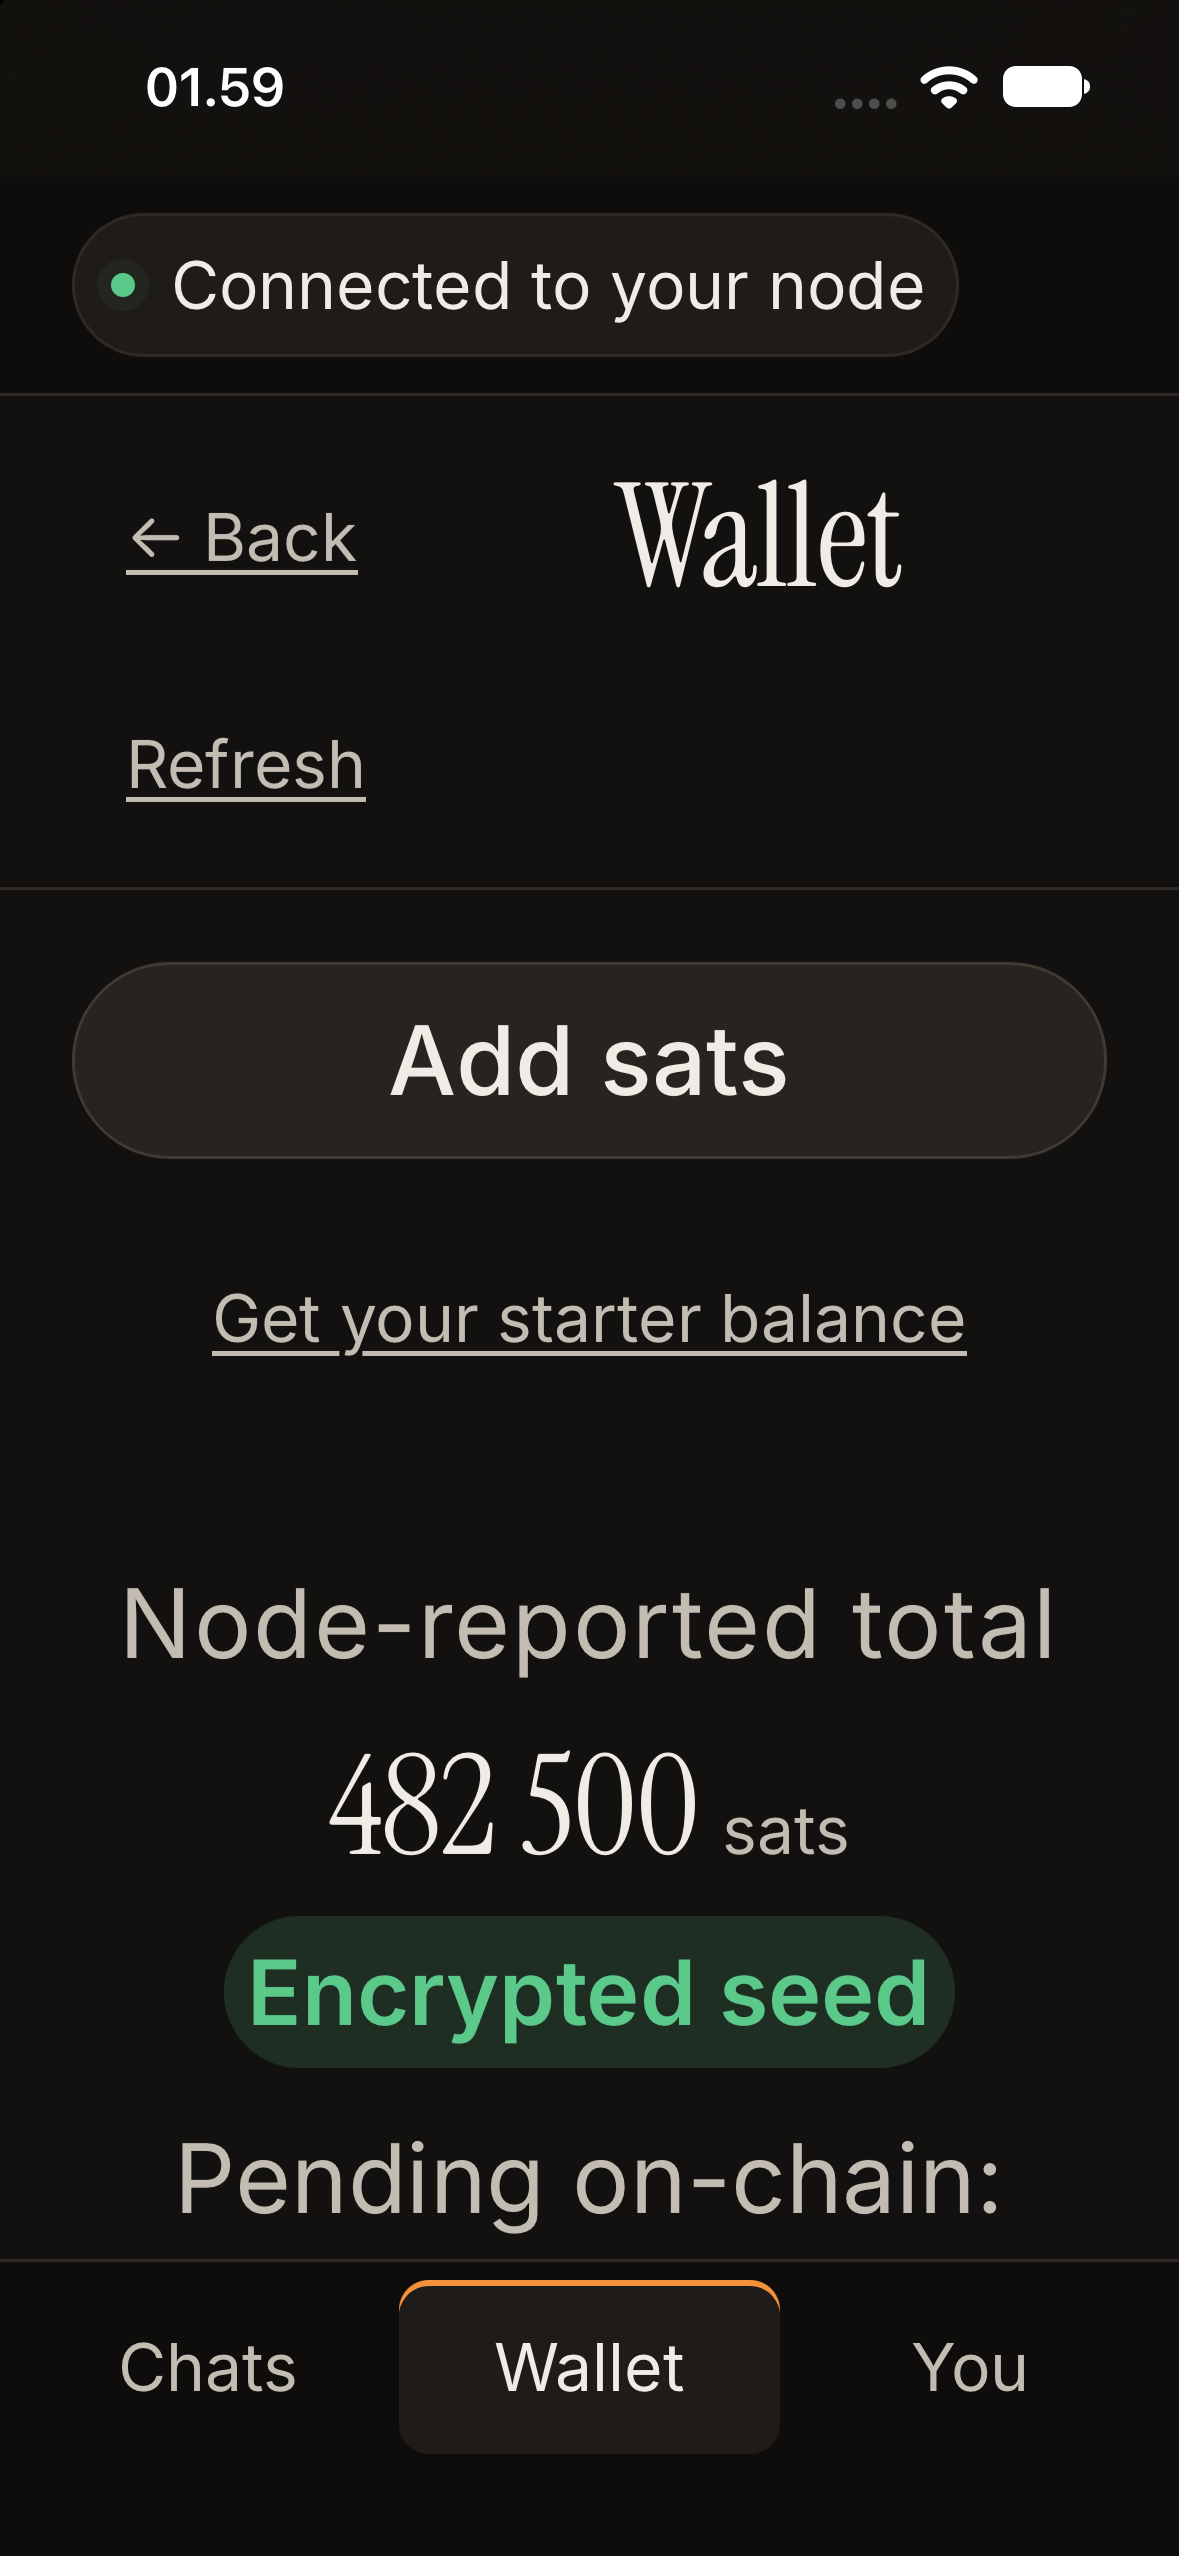 01.59
Connected to your node
← Back
Wallet
Refresh
Add sats
Get your starter balance
Node-reported total
482 500 sats
Encrypted seed
Pending on-chain:
Chats
Wallet
You